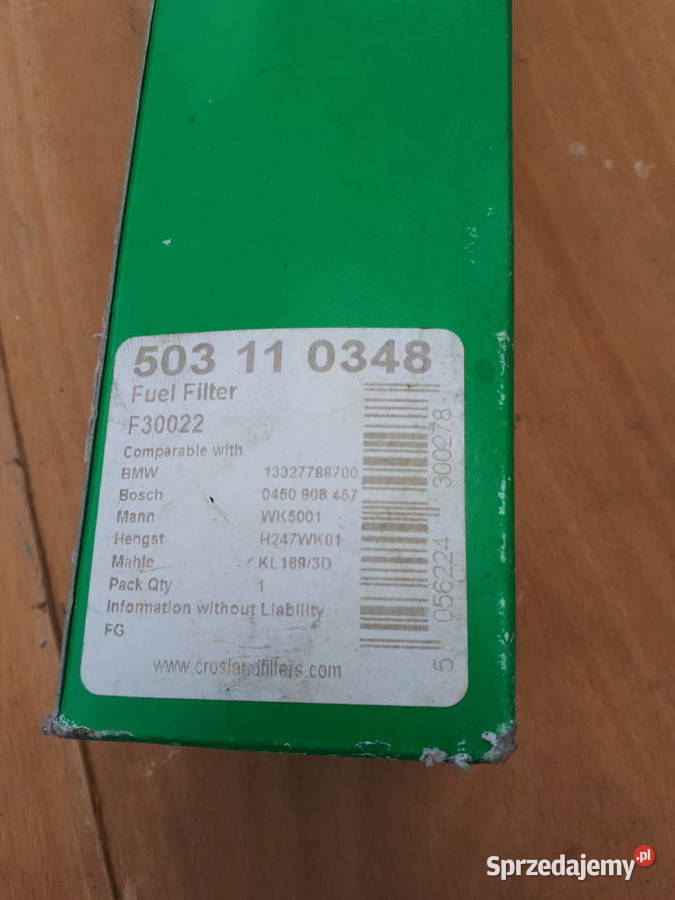 503 11 0348
Fuel Filter
F30022
Comparable with
BMW 13327788700
Bosch 0450 906 457
Mann WK5001
Hengst H247WK01
Mahle KL169/3D
Pack Qty 1
Information without Liability
FG
www.croslandfilters.com
5 056224 300278
Sprzedajemy.pl